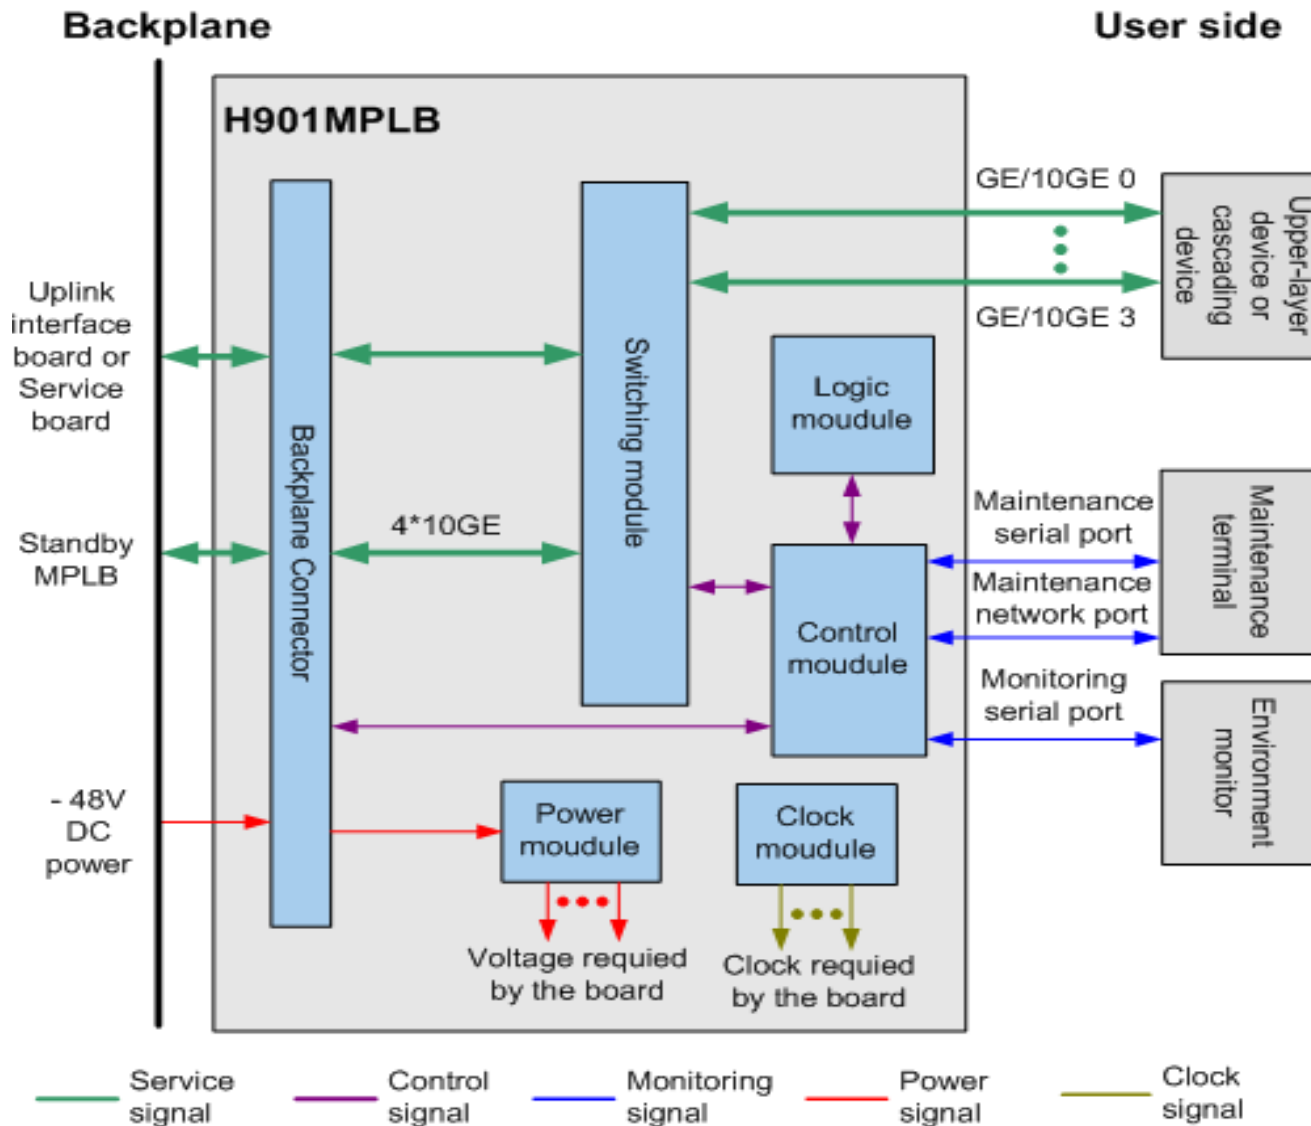 Backplane
User side
H901MPLB
GE/10GE 0
Upper-layer
device or
cascading
device
GE/10GE 3
Uplink
interface
board or
Service
board
Switching module
Logic
moudule
Backplane Connector
4*10GE
Standby
MPLB
Maintenance
serial port
Maintenance
network port
Maintenance
terminal
Control
moudule
Monitoring
serial port
Environment
monitor
- 48V
DC
power
Power
moudule
Clock
moudule
Voltage requied
by the board
Clock requied
by the board
Service
signal
Control
signal
Monitoring
signal
Power
signal
Clock
signal